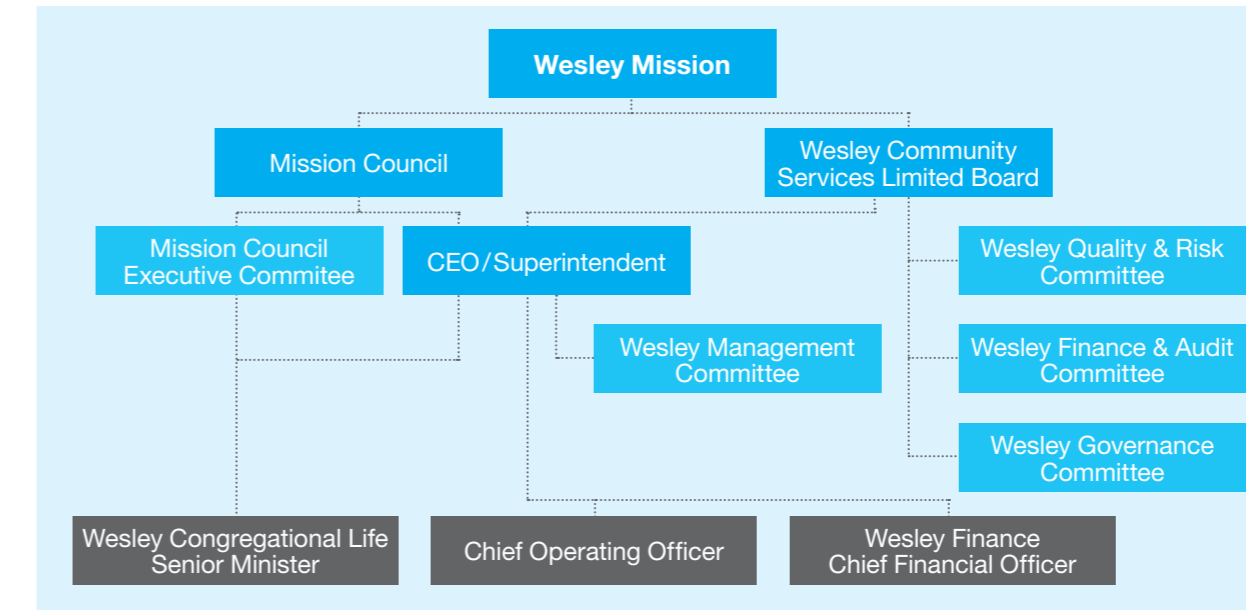 Wesley Mission
Mission Council
Wesley Community
Services Limited Board
Mission Council
Executive Commitee
CEO/Superintendent
Wesley Quality & Risk
Committee
Wesley Management
Committee
Wesley Finance & Audit
Committee
Wesley Governance
Committee
Wesley Congregational Life
Senior Minister
Chief Operating Officer
Wesley Finance
Chief Financial Officer